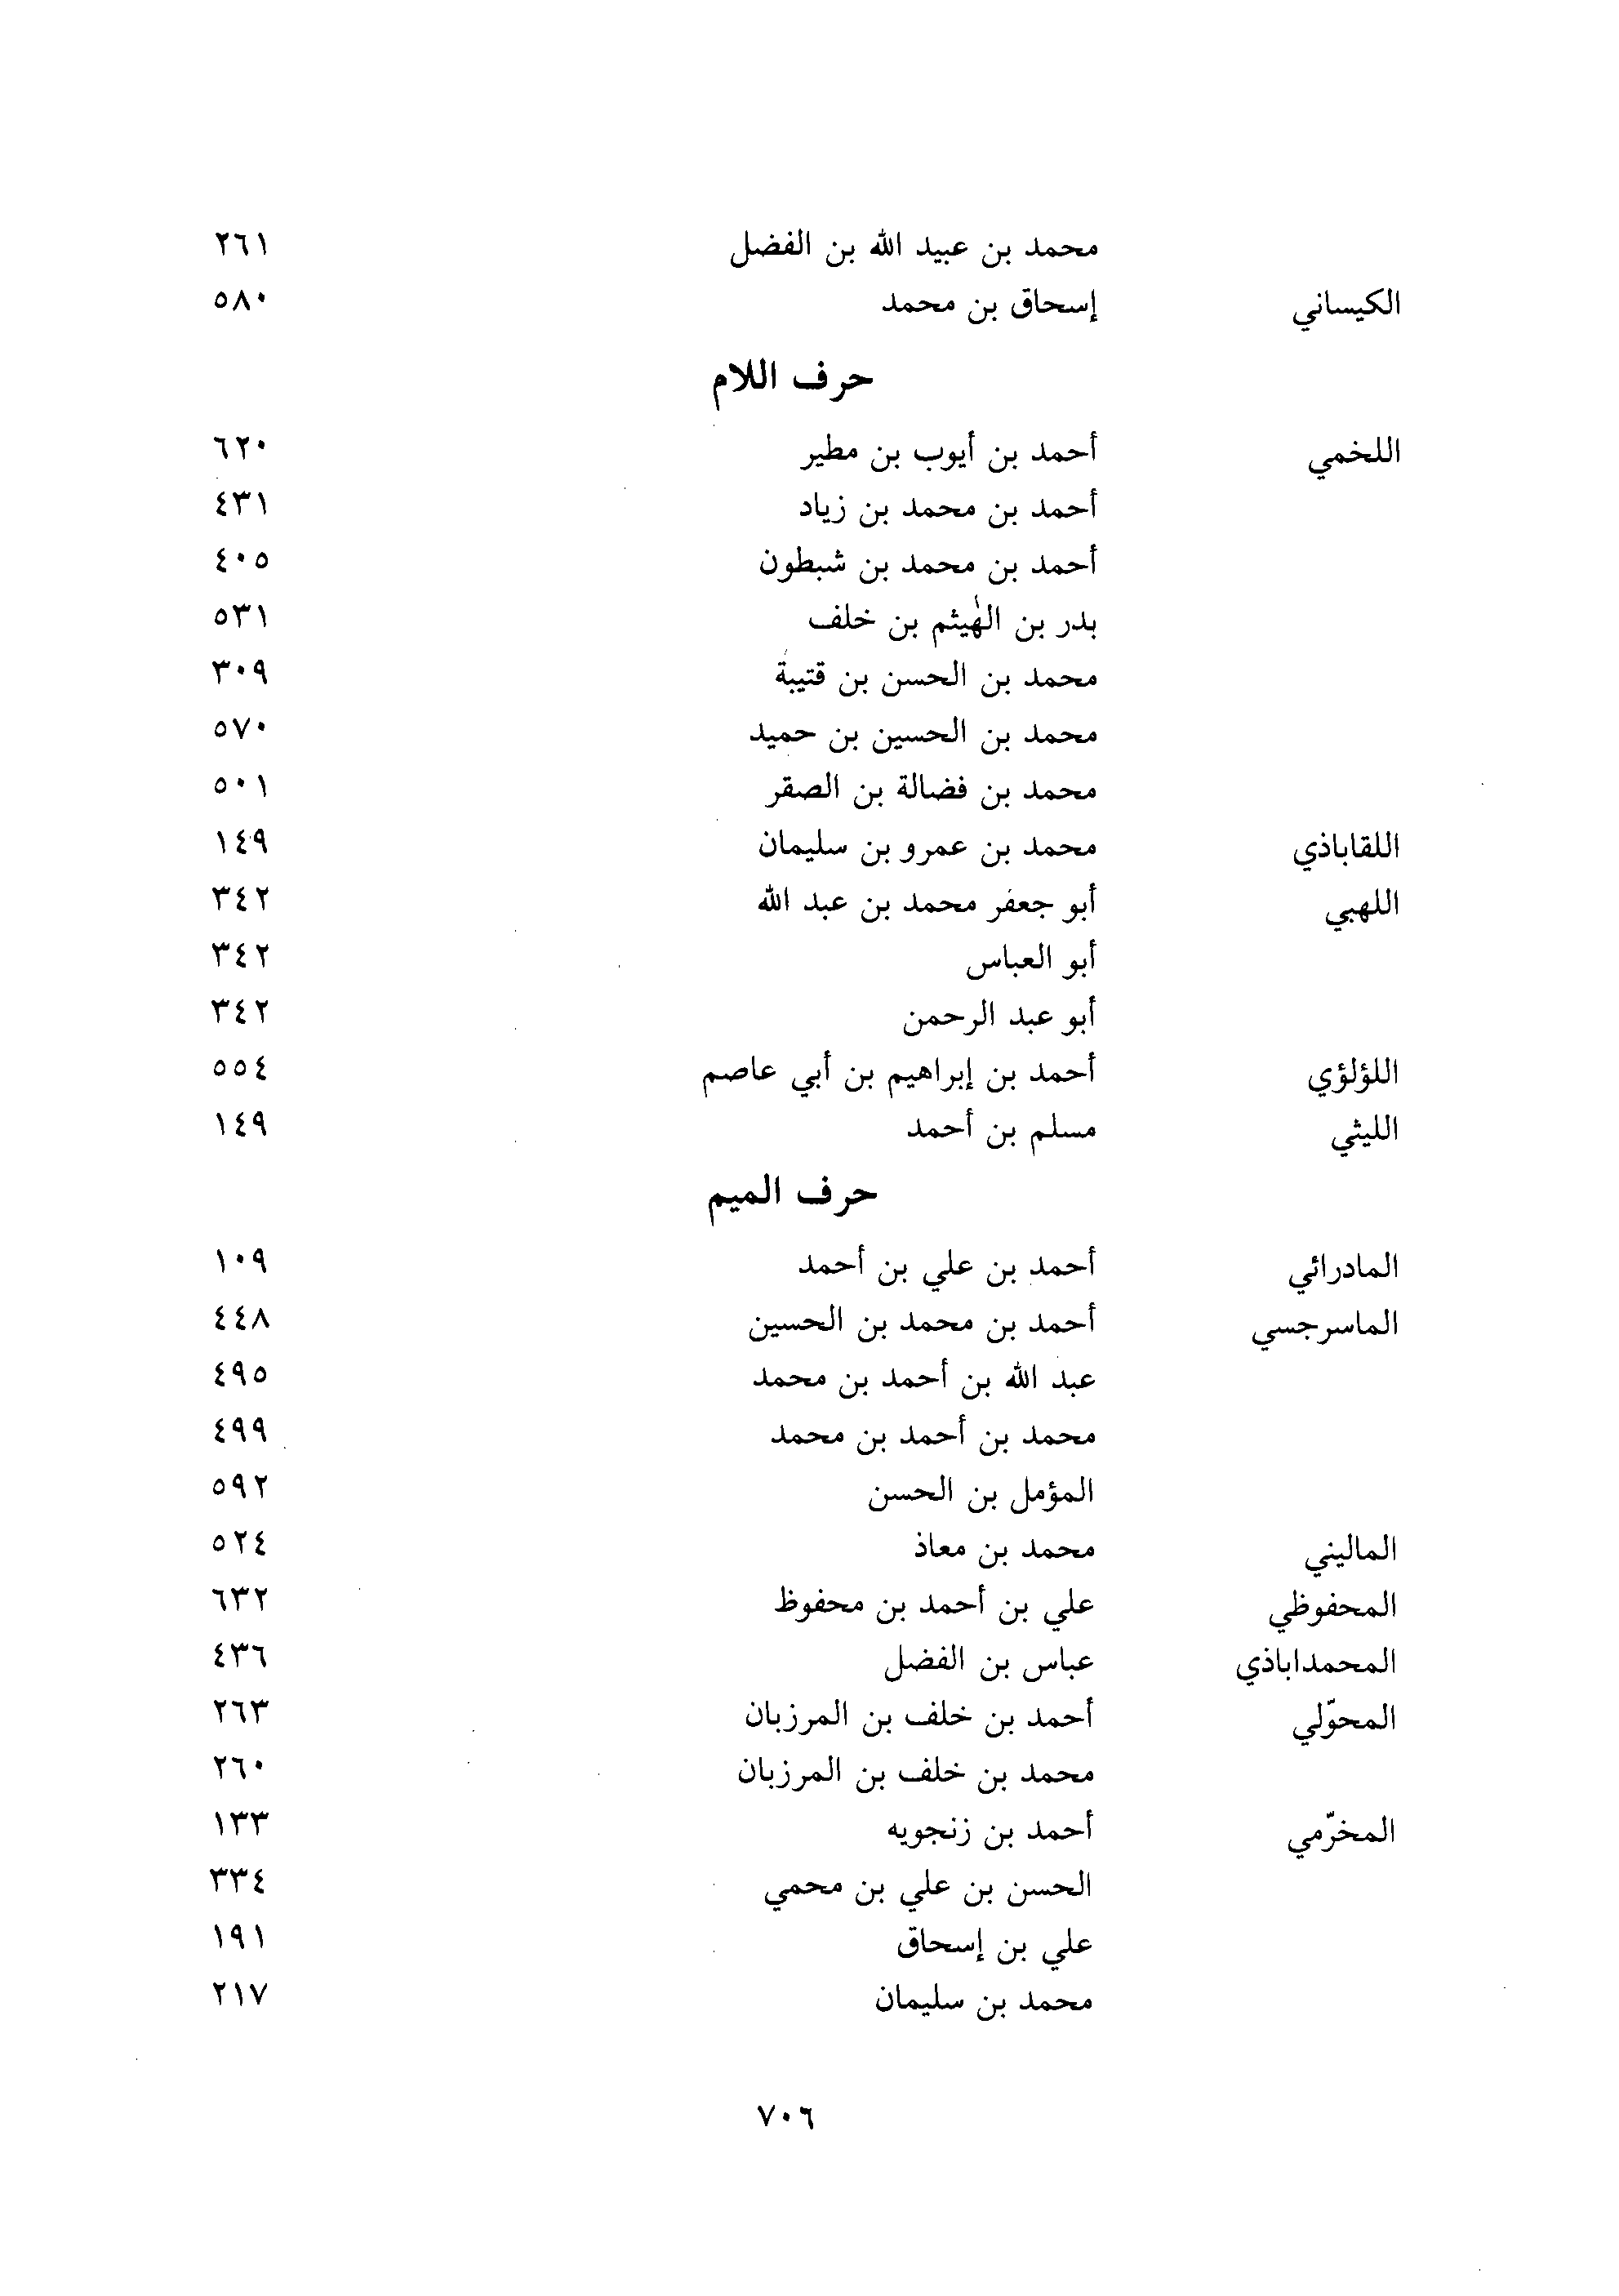 محمد بن عبيد الله بن الفضل ٢٦١
الكيساني إسحاق بن محمد ٥٨٠
حرف اللام
اللخمي أحمد بن أيوب بن مطير ٦٢٠
أحمد بن محمد بن زياد ٤٣١
أحمد بن محمد بن شبطون ٤٠٥
بدر بن الهيثم بن خلف ٥٣١
محمد بن الحسن بن قتيبة ٣٠٩
محمد بن الحسين بن حميد ٥٧٠
محمد بن فضالة بن الصقر ٥٠١
اللقاباذي محمد بن عمرو بن سليمان ١٤٩
اللهبي أبو جعفر محمد بن عبد الله ٣٤٢
أبو العباس ٣٤٢
أبو عبد الرحمن ٣٤٢
اللؤلؤي أحمد بن إبراهيم بن أبي عاصم ٥٥٤
الليثي مسلم بن أحمد ١٤٩
حرف الميم
المادرائي أحمد بن علي بن أحمد ١٠٩
الماسرجسي أحمد بن محمد بن الحسين ٤٤٨
عبد الله بن أحمد بن محمد ٤٩٥
محمد بن أحمد بن محمد ٤٩٩
المؤمل بن الحسن ٥٩٢
الماليني محمد بن معاذ ٥٢٤
المحفوظي علي بن أحمد بن محفوظ ٦٣٢
المحمداباذي عباس بن الفضل ٤٣٦
المحوّلي أحمد بن خلف بن المرزبان ٢٦٣
محمد بن خلف بن المرزبان ٢٦٠
المخرّمي أحمد بن زنجويه ١٣٣
الحسن بن علي بن محمي ٣٣٤
علي بن إسحاق ١٩١
محمد بن سليمان ٢١٧
٧٠٦